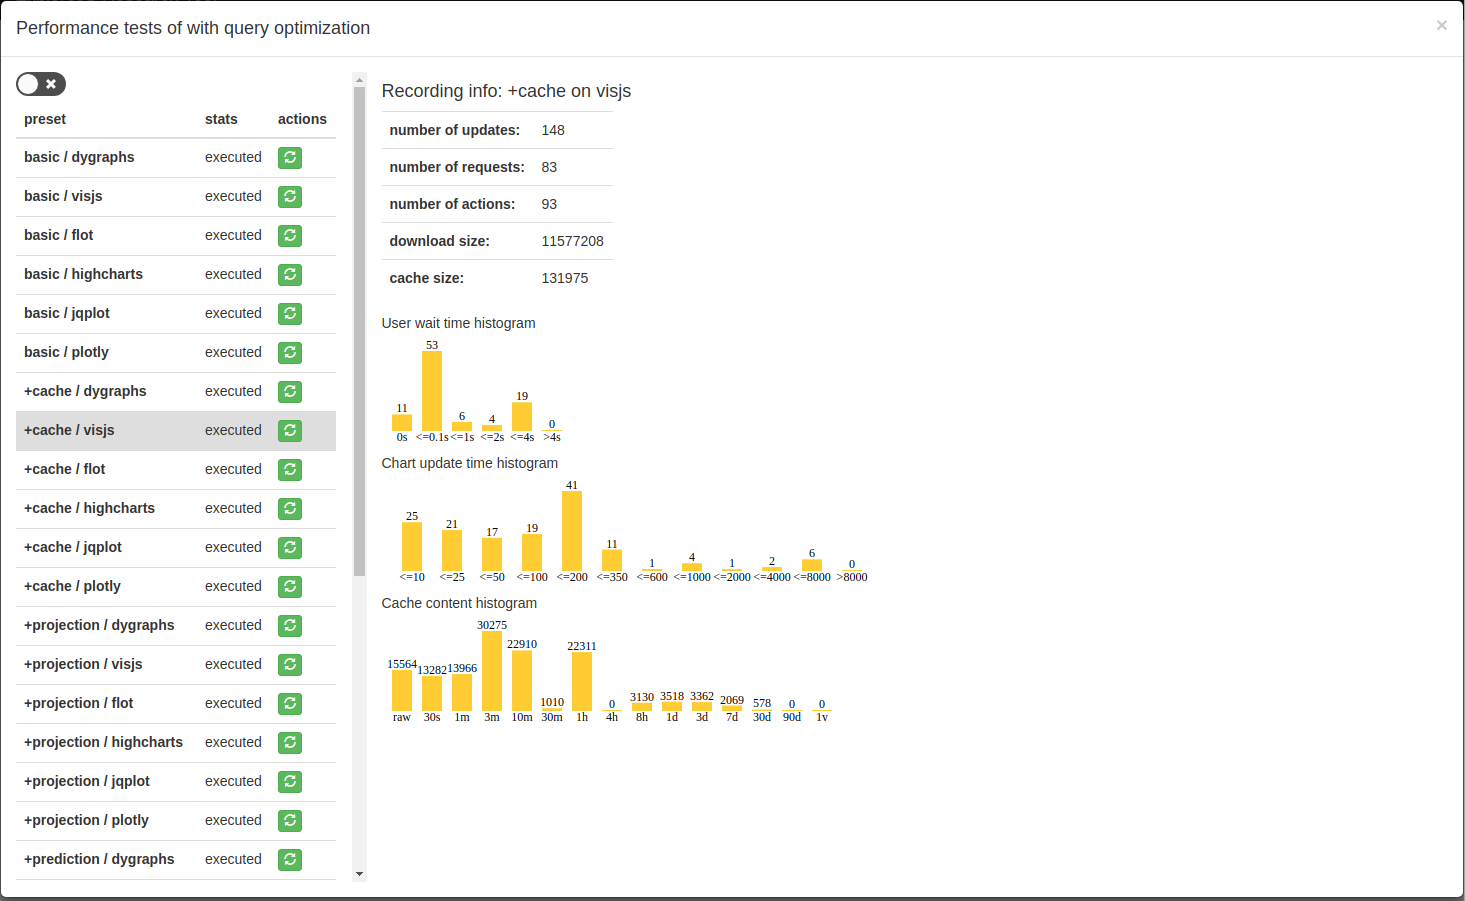 Performance tests of with query optimization
×
preset stats actions
basic / dygraphs executed
basic / visjs executed
basic / flot executed
basic / highcharts executed
basic / jqplot executed
basic / plotly executed
+cache / dygraphs executed
+cache / visjs executed
+cache / flot executed
+cache / highcharts executed
+cache / jqplot executed
+cache / plotly executed
+projection / dygraphs executed
+projection / visjs executed
+projection / flot executed
+projection / highcharts executed
+projection / jqplot executed
+projection / plotly executed
+prediction / dygraphs executed
Recording info: +cache on visjs
number of updates: 148
number of requests: 83
number of actions: 93
download size: 11577208
cache size: 131975
User wait time histogram
11 53 6 4 19 0
0s <=0.1s <=1s <=2s <=4s >4s
Chart update time histogram
25 21 17 19 41 11 1 4 1 2 6 0
<=10 <=25 <=50 <=100 <=200 <=350 <=600 <=1000 <=2000 <=4000 <=8000 >8000
Cache content histogram
15564 13282 13966 30275 22910 1010 22311 0 3130 3518 3362 2069 578 0 0
raw 30s 1m 3m 10m 30m 1h 4h 8h 1d 3d 7d 30d 90d 1y